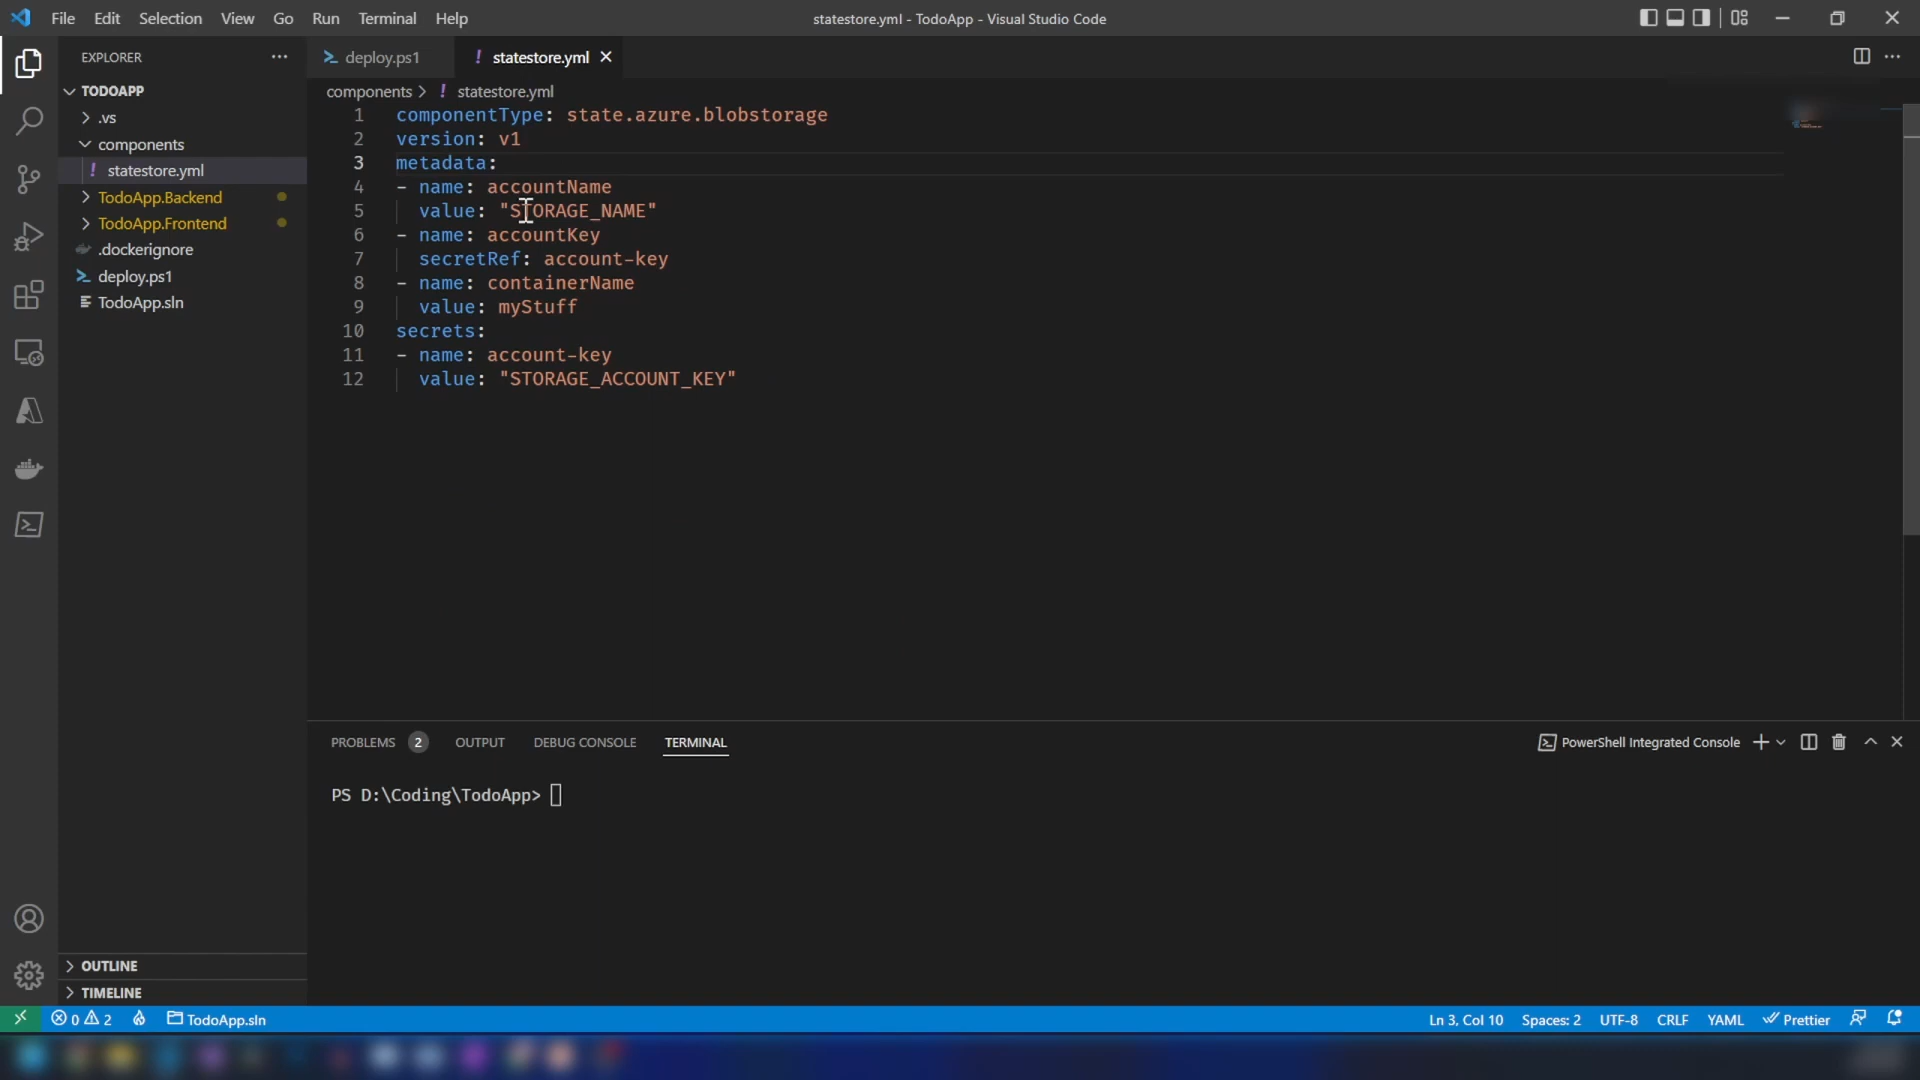 File Edit Selection View Go Run Terminal Help
statestore.yml - TodoApp - Visual Studio Code
EXPLORER
TODOAPP
.vs
components
statestore.yml
TodoApp.Backend
TodoApp.Frontend
.dockerignore
deploy.ps1
TodoApp.sln
OUTLINE
TIMELINE
deploy.ps1 statestore.yml
components > statestore.yml
1 componentType: state.azure.blobstorage
2 version: v1
3 metadata:
4 - name: accountName
5 value: "STORAGE_NAME"
6 - name: accountKey
7 secretRef: account-key
8 - name: containerName
9 value: myStuff
10 secrets:
11 - name: account-key
12 value: "STORAGE_ACCOUNT_KEY"
PROBLEMS 2 OUTPUT DEBUG CONSOLE TERMINAL
PowerShell Integrated Console
PS D:\Coding\TodoApp>
0 2 TodoApp.sln
Ln 3, Col 10 Spaces: 2 UTF-8 CRLF YAML Prettier